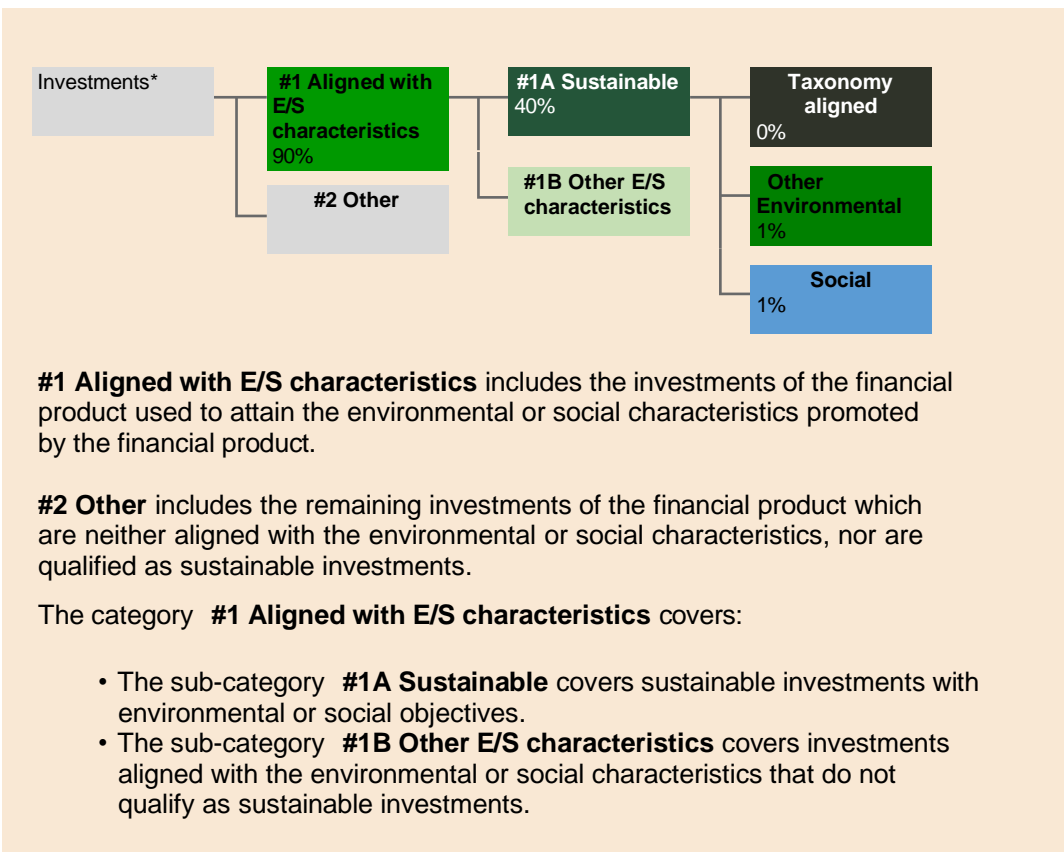 Investments*
#1 Aligned with
E/S
characteristics
90%
#2 Other
#1A Sustainable
40%
#1B Other E/S
characteristics
Taxonomy
aligned
0%
Other
Environmental
1%
Social
1%
#1 Aligned with E/S characteristics includes the investments of the financial
product used to attain the environmental or social characteristics promoted
by the financial product.
#2 Other includes the remaining investments of the financial product which
are neither aligned with the environmental or social characteristics, nor are
qualified as sustainable investments.
The category #1 Aligned with E/S characteristics covers:
• The sub-category #1A Sustainable covers sustainable investments with
environmental or social objectives.
• The sub-category #1B Other E/S characteristics covers investments
aligned with the environmental or social characteristics that do not
qualify as sustainable investments.